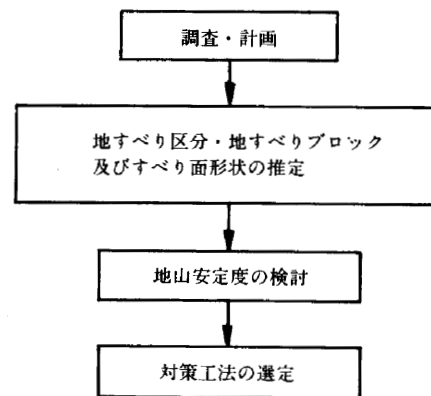 調査・計画
地すべり区分・地すべりブロック
及びすべり面形状の推定
地山安定度の検討
対策工法の選定